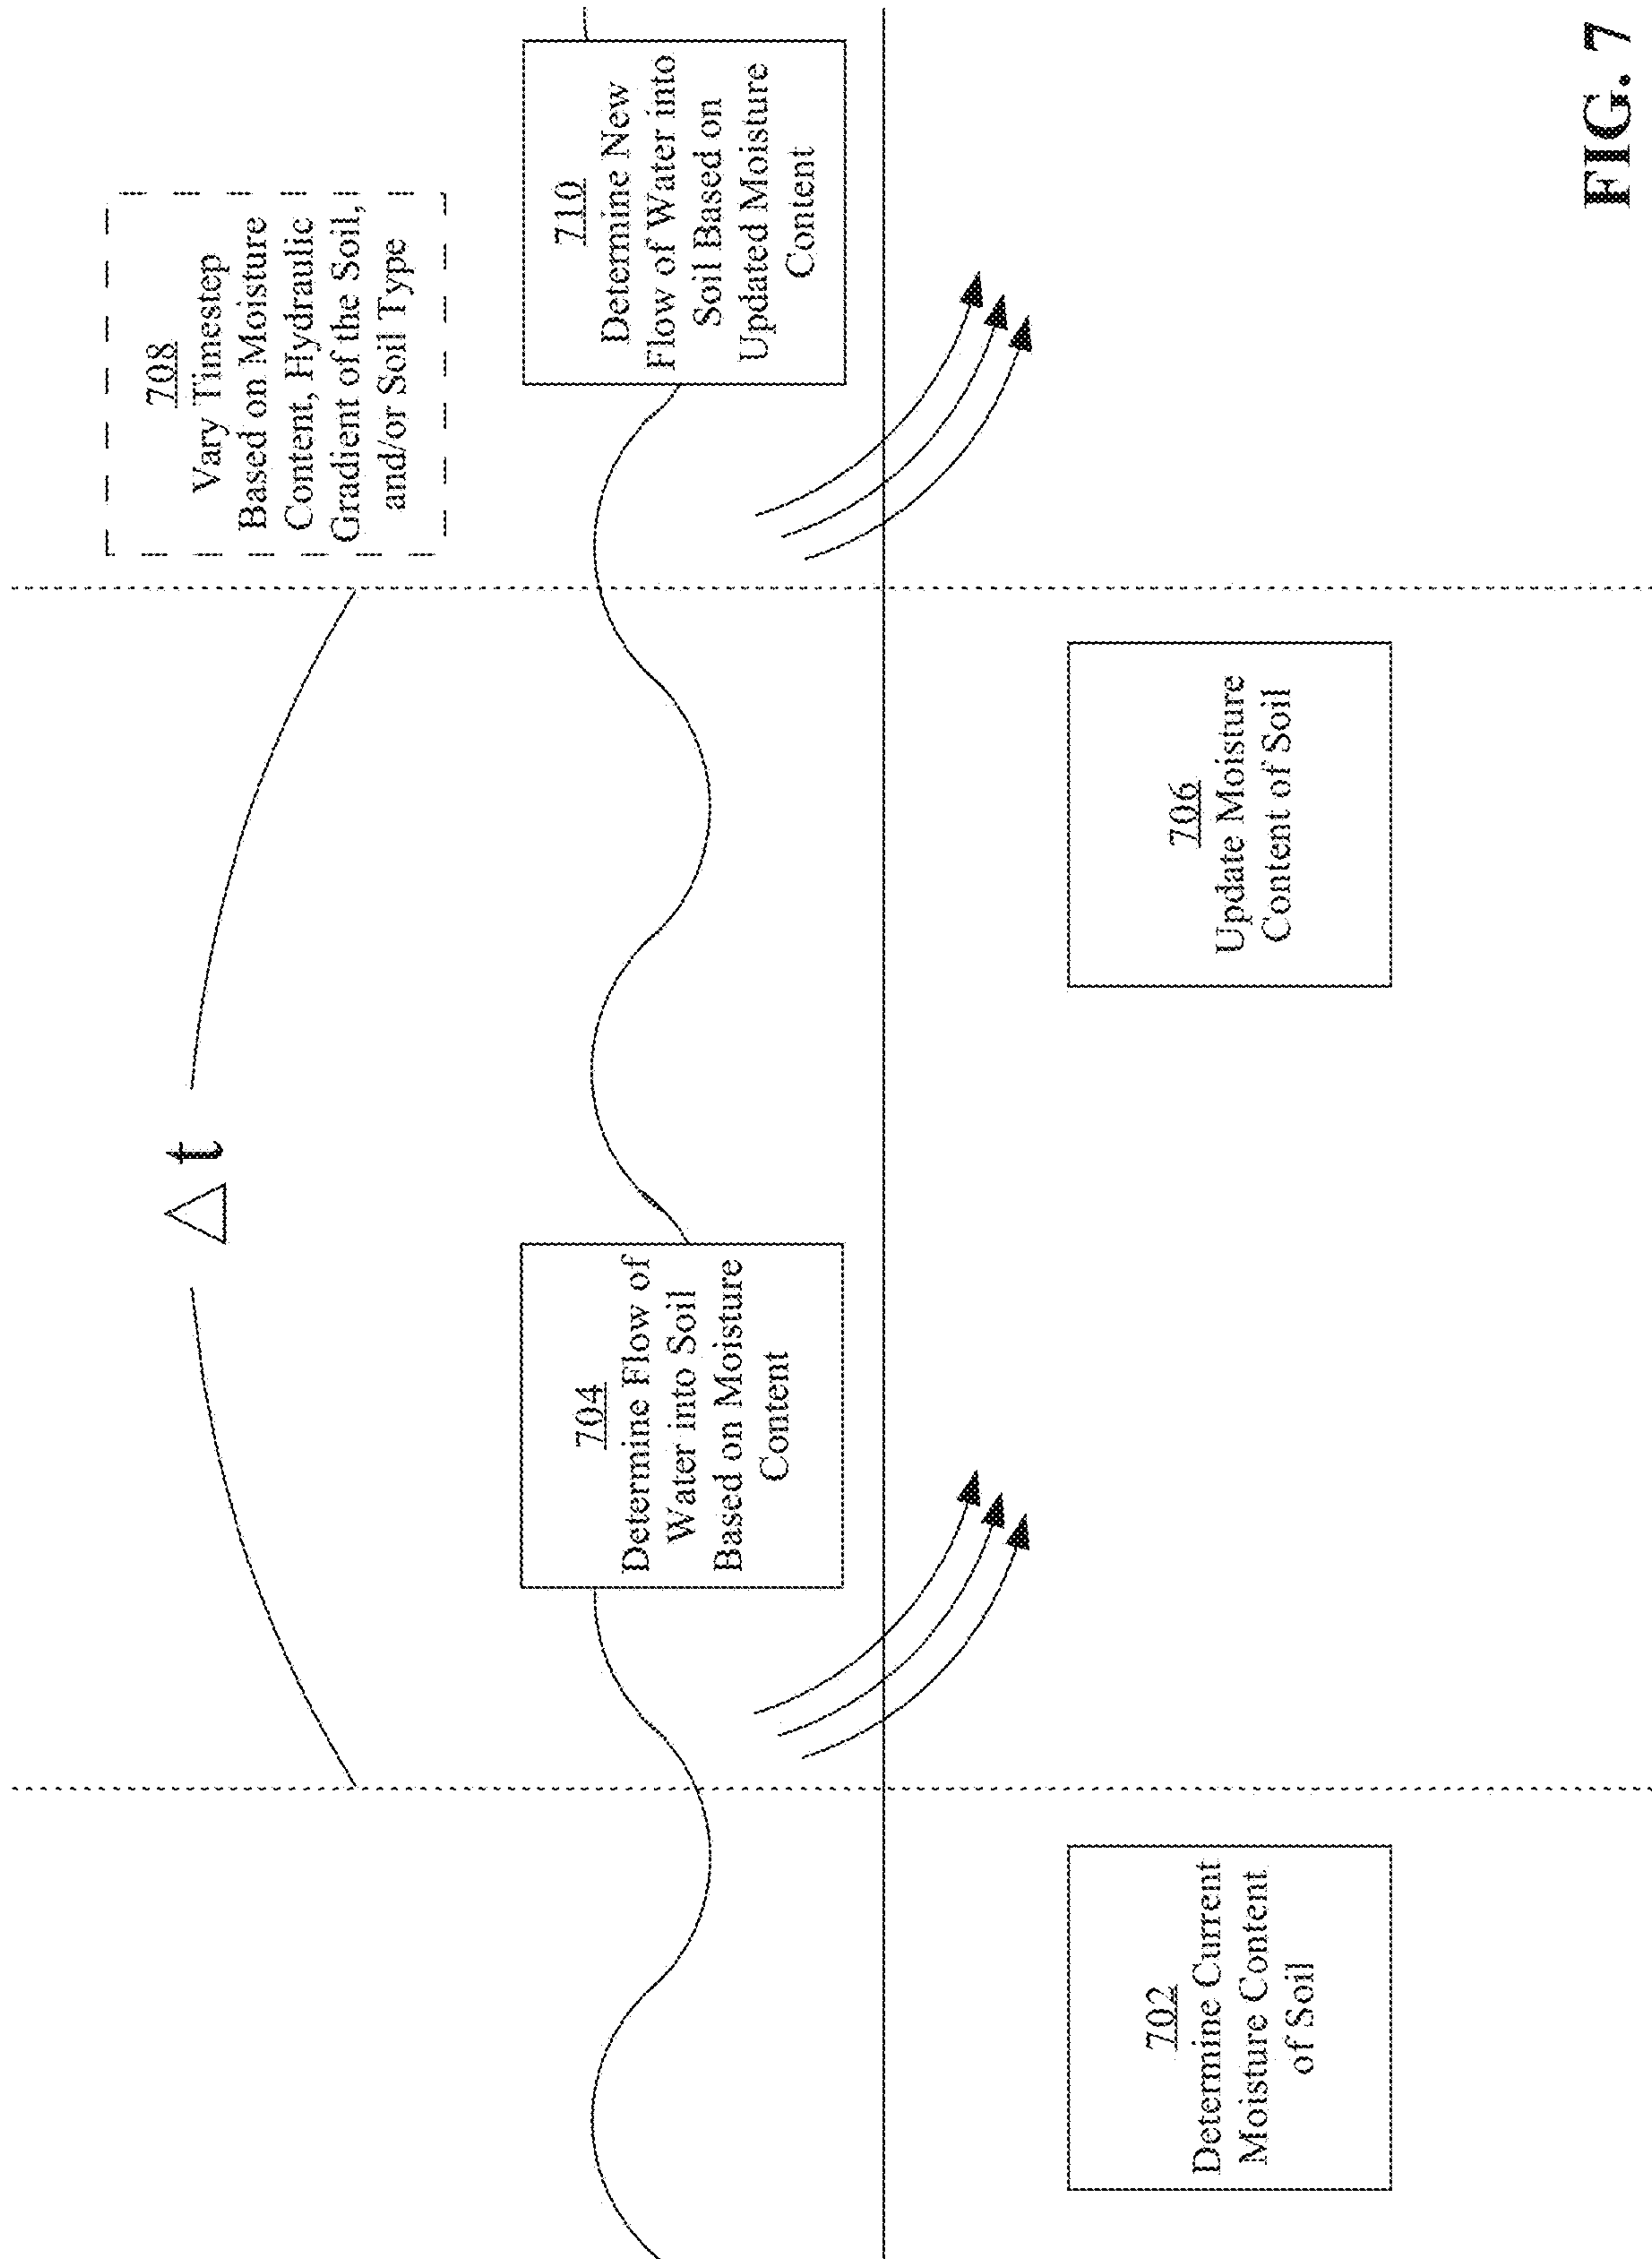 Δ t
708
Vary Timestep
Based on Moisture
Content, Hydraulic
Gradient of the Soil,
and/or Soil Type
704
Determine Flow of
Water into Soil
Based on Moisture
Content
710
Determine New
Flow of Water into
Soil Based on
Updated Moisture
Content
702
Determine Current
Moisture Content
of Soil
706
Update Moisture
Content of Soil
FIG. 7